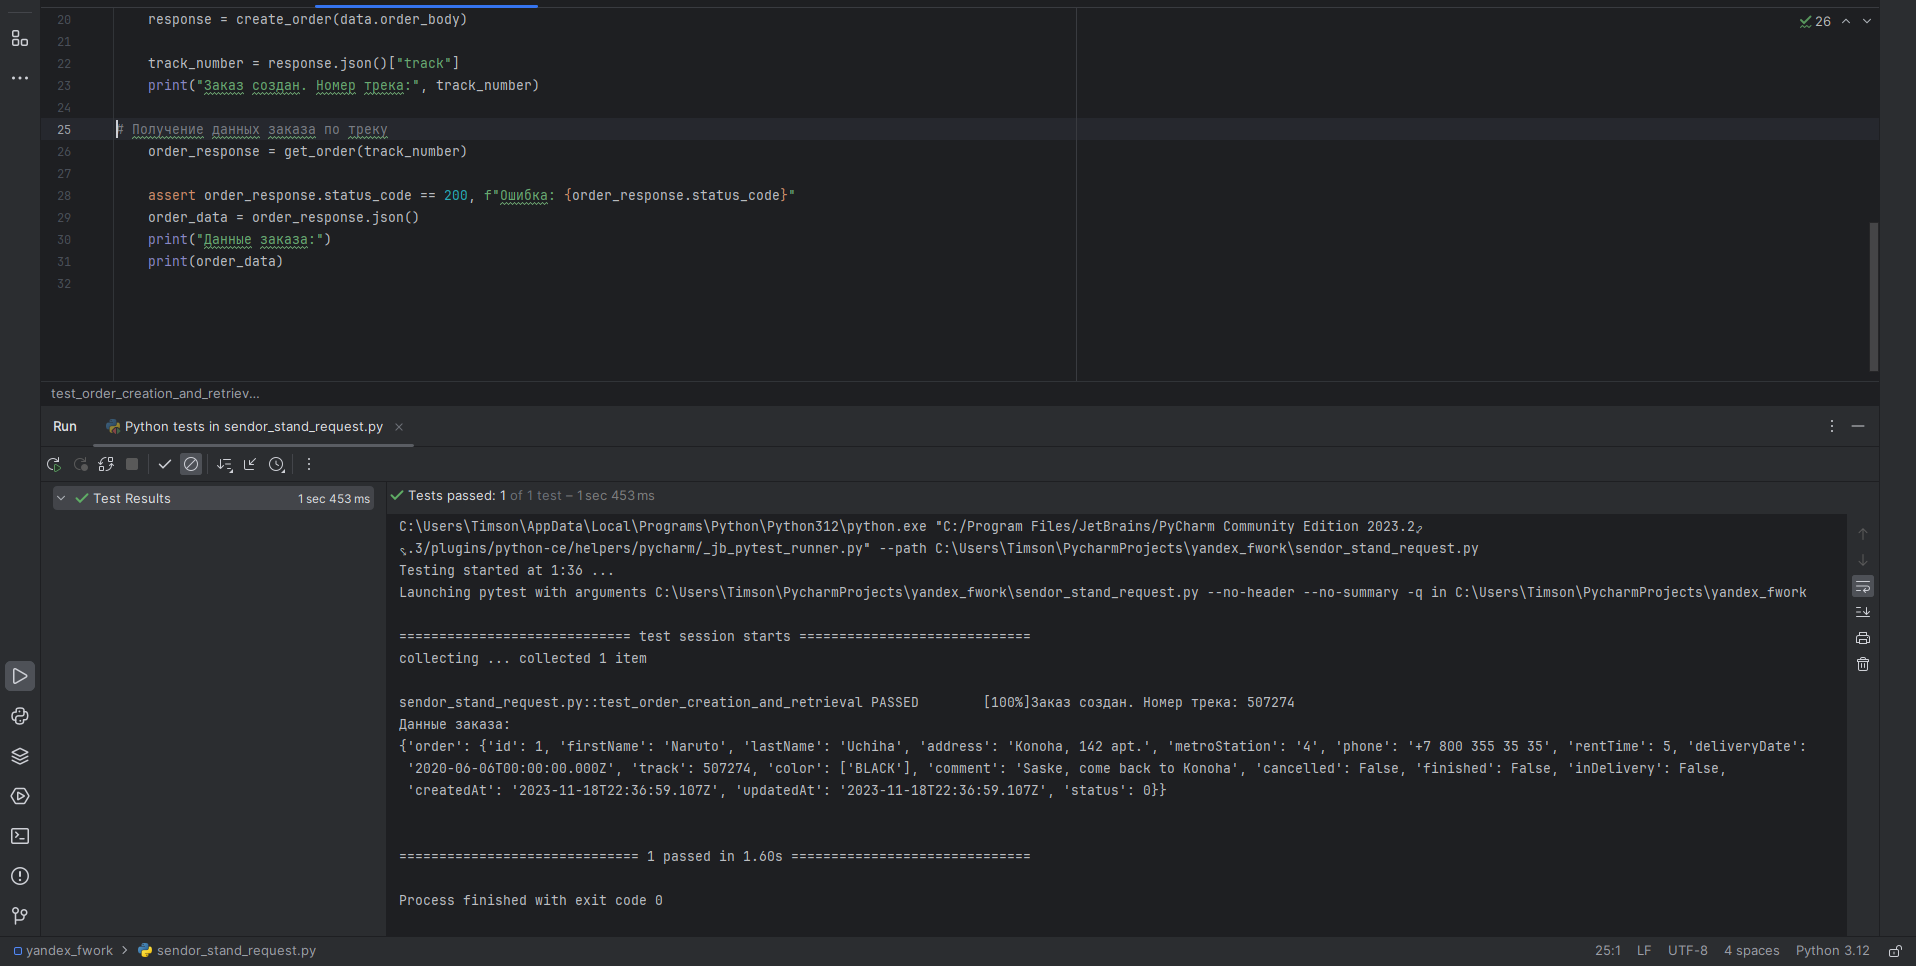 20 response = create_order(data.order_body)
26
21
22 track_number = response.json()["track"]
23 print("Заказ создан. Номер трека:", track_number)
24
25 # Получение данных заказа по треку
26 order_response = get_order(track_number)
27
28 assert order_response.status_code == 200, f"Ошибка: {order_response.status_code}"
29 order_data = order_response.json()
30 print("Данные заказа:")
31 print(order_data)
32
test_order_creation_and_retriev...
Run Python tests in sendor_stand_request.py
Test Results 1 sec 453 ms
Tests passed: 1 of 1 test – 1 sec 453 ms
C:\Users\Timson\AppData\Local\Programs\Python\Python312\python.exe "C:/Program Files/JetBrains/PyCharm Community Edition 2023.2
.3/plugins/python-ce/helpers/pycharm/_jb_pytest_runner.py" --path C:\Users\Timson\PycharmProjects\yandex_fwork\sendor_stand_request.py
Testing started at 1:36 ...
Launching pytest with arguments C:\Users\Timson\PycharmProjects\yandex_fwork\sendor_stand_request.py --no-header --no-summary -q in C:\Users\Timson\PycharmProjects\yandex_fwork
============================= test session starts =============================
collecting ... collected 1 item
sendor_stand_request.py::test_order_creation_and_retrieval PASSED [100%]Заказ создан. Номер трека: 507274
Данные заказа:
{'order': {'id': 1, 'firstName': 'Naruto', 'lastName': 'Uchiha', 'address': 'Konoha, 142 apt.', 'metroStation': '4', 'phone': '+7 800 355 35 35', 'rentTime': 5, 'deliveryDate':
'2020-06-06T00:00:00.000Z', 'track': 507274, 'color': ['BLACK'], 'comment': 'Saske, come back to Konoha', 'cancelled': False, 'finished': False, 'inDelivery': False,
'createdAt': '2023-11-18T22:36:59.107Z', 'updatedAt': '2023-11-18T22:36:59.107Z', 'status': 0}}
============================== 1 passed in 1.60s ==============================
Process finished with exit code 0
yandex_fwork > sendor_stand_request.py 25:1 LF UTF-8 4 spaces Python 3.12